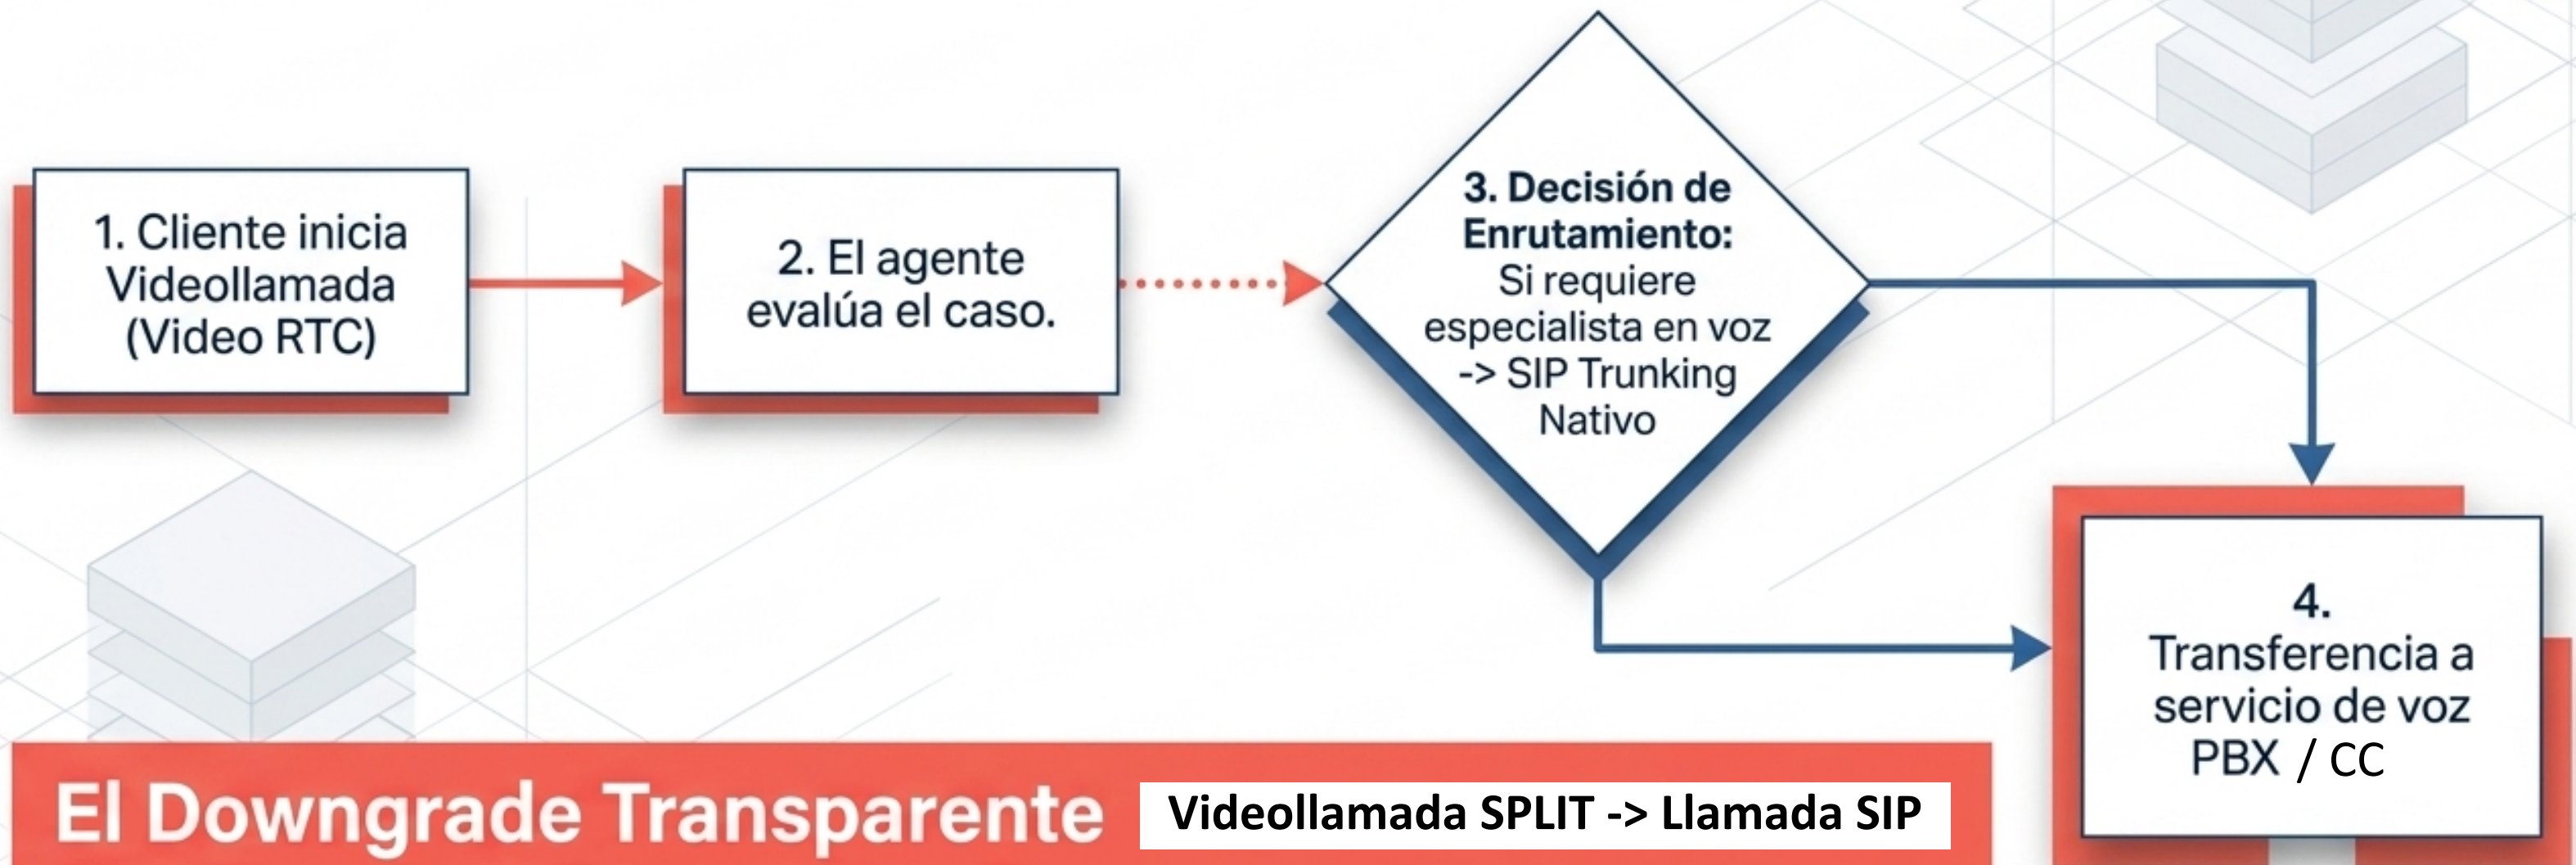 1. Cliente inicia
Videollamada
(Video RTC)
2. El agente
evalúa el caso.
3. Decisión de
Enrutamiento:
Si requiere
especialista en voz
-> SIP Trunking
Nativo
4.
Transferencia a
servicio de voz
PBX / CC
El Downgrade Transparente
Videollamada SPLIT -> Llamada SIP